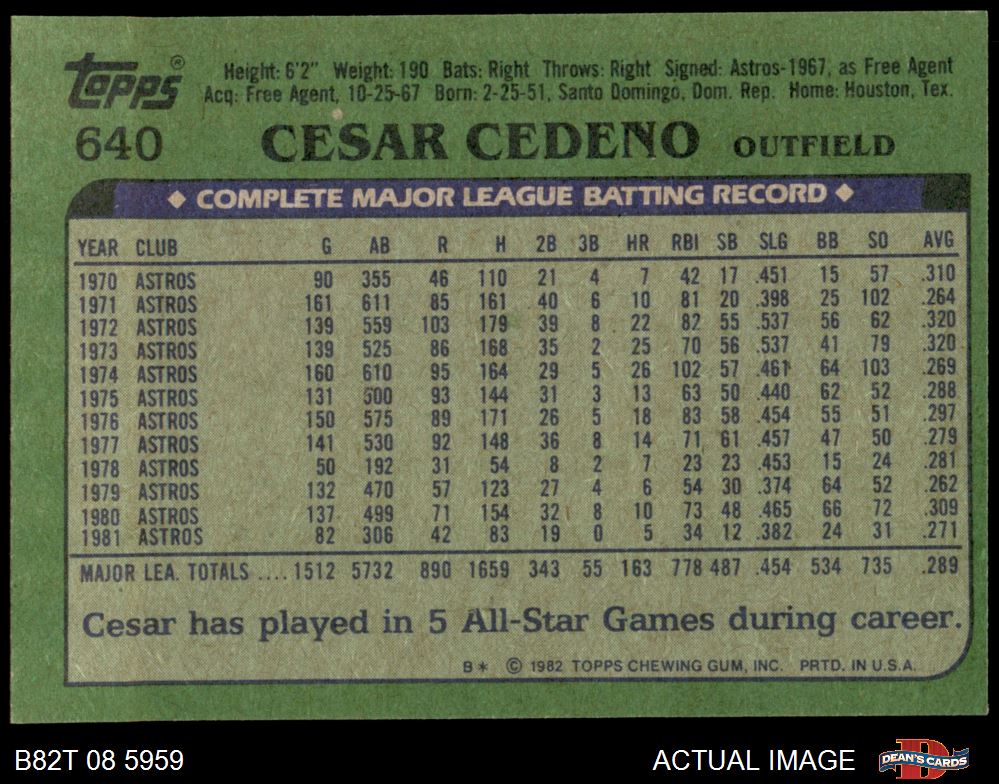 Topps®
Height: 6'2" Weight: 190 Bats: Right Throws: Right Signed: Astros-1967, as Free Agent
Acq: Free Agent, 10-25-67 Born: 2-25-51, Santo Domingo, Dom. Rep. Home: Houston, Tex.
640 CESAR CEDENO OUTFIELD
◆ COMPLETE MAJOR LEAGUE BATTING RECORD ◆
YEAR CLUB G AB R H 2B 3B HR RBI SB SLG BB SO AVG
1970 ASTROS 90 355 46 110 21 4 7 42 17 .451 15 57 .310
1971 ASTROS 161 611 85 161 40 6 10 81 20 .398 25 102 .264
1972 ASTROS 139 559 103 179 39 8 22 82 55 .537 56 62 .320
1973 ASTROS 139 525 86 168 35 2 25 70 56 .537 41 79 .320
1974 ASTROS 160 610 95 164 29 5 26 102 57 .461 64 103 .269
1975 ASTROS 131 500 93 144 31 3 13 63 50 .440 62 52 .288
1976 ASTROS 150 575 89 171 26 5 18 83 58 .454 55 51 .297
1977 ASTROS 141 530 92 148 36 8 14 71 61 .457 47 50 .279
1978 ASTROS 50 192 31 54 8 2 7 23 23 .453 15 24 .281
1979 ASTROS 132 470 57 123 27 4 6 54 30 .374 64 52 .262
1980 ASTROS 137 499 71 154 32 8 10 73 48 .465 66 72 .309
1981 ASTROS 82 306 42 83 19 0 5 34 12 .382 24 31 .271
MAJOR LEA. TOTALS .... 1512 5732 890 1659 343 55 163 778 487 .454 534 735 .289
Cesar has played in 5 All-Star Games during career.
B* © 1982 TOPPS CHEWING GUM, INC. PRTD. IN U.S.A.
B82T 08 5959 ACTUAL IMAGE DEAN'S CARDS